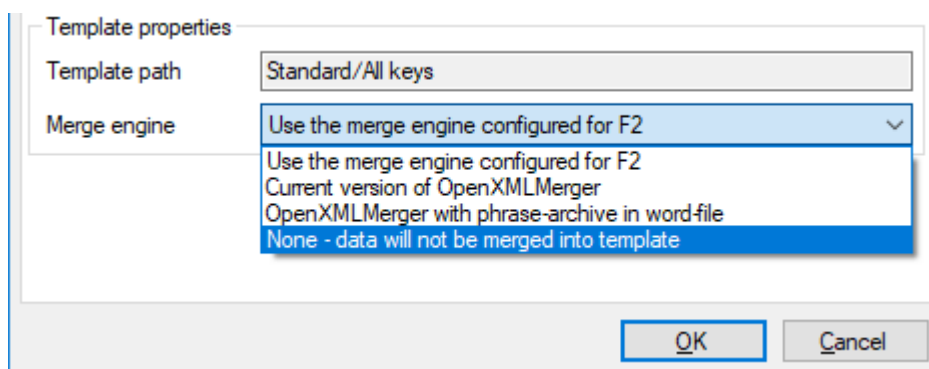 Template properties
Template path Standard/All keys
Merge engine Use the merge engine configured for F2
Use the merge engine configured for F2
Current version of OpenXMLMerger
OpenXMLMerger with phrase-archive in word-file
None - data will not be merged into template
OK Cancel